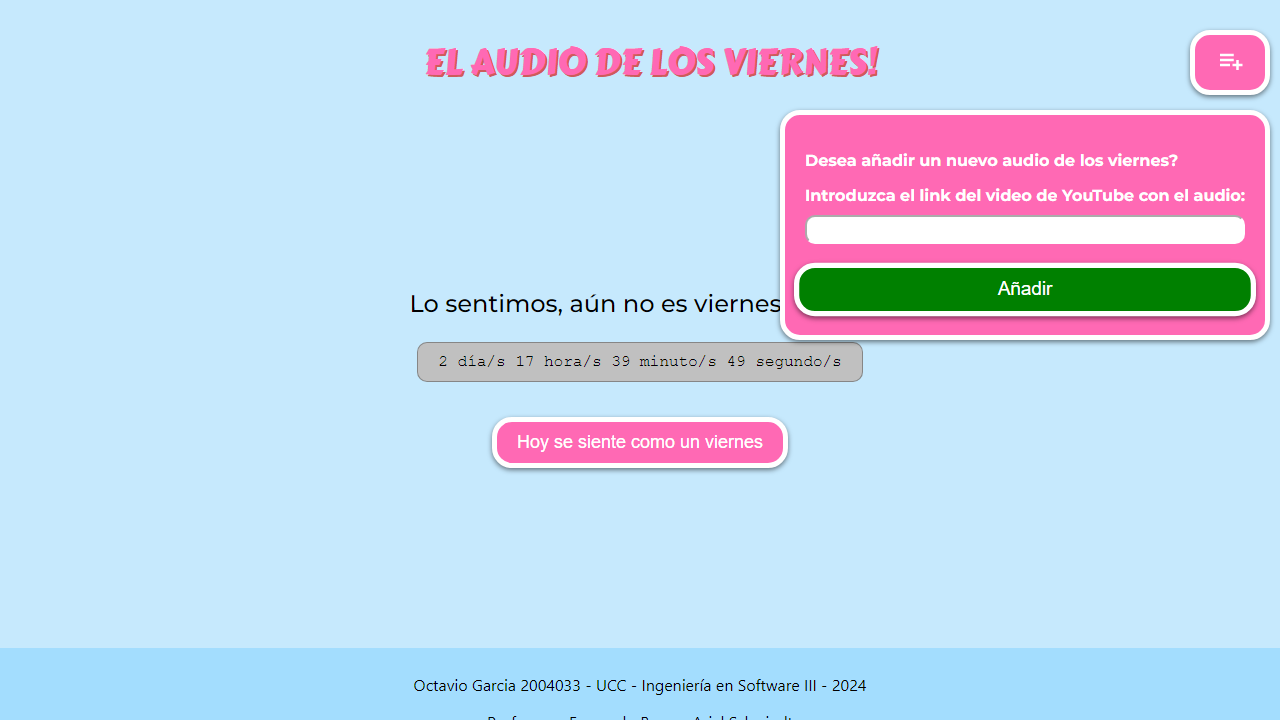 EL AUDIO DE LOS VIERNES!
Desea añadir un nuevo audio de los viernes?
Introduzca el link del video de YouTube con el audio:
Añadir
Lo sentimos, aún no es viernes
2 día/s 17 hora/s 39 minuto/s 49 segundo/s
Hoy se siente como un viernes
Octavio Garcia 2004033 - UCC - Ingeniería en Software III - 2024